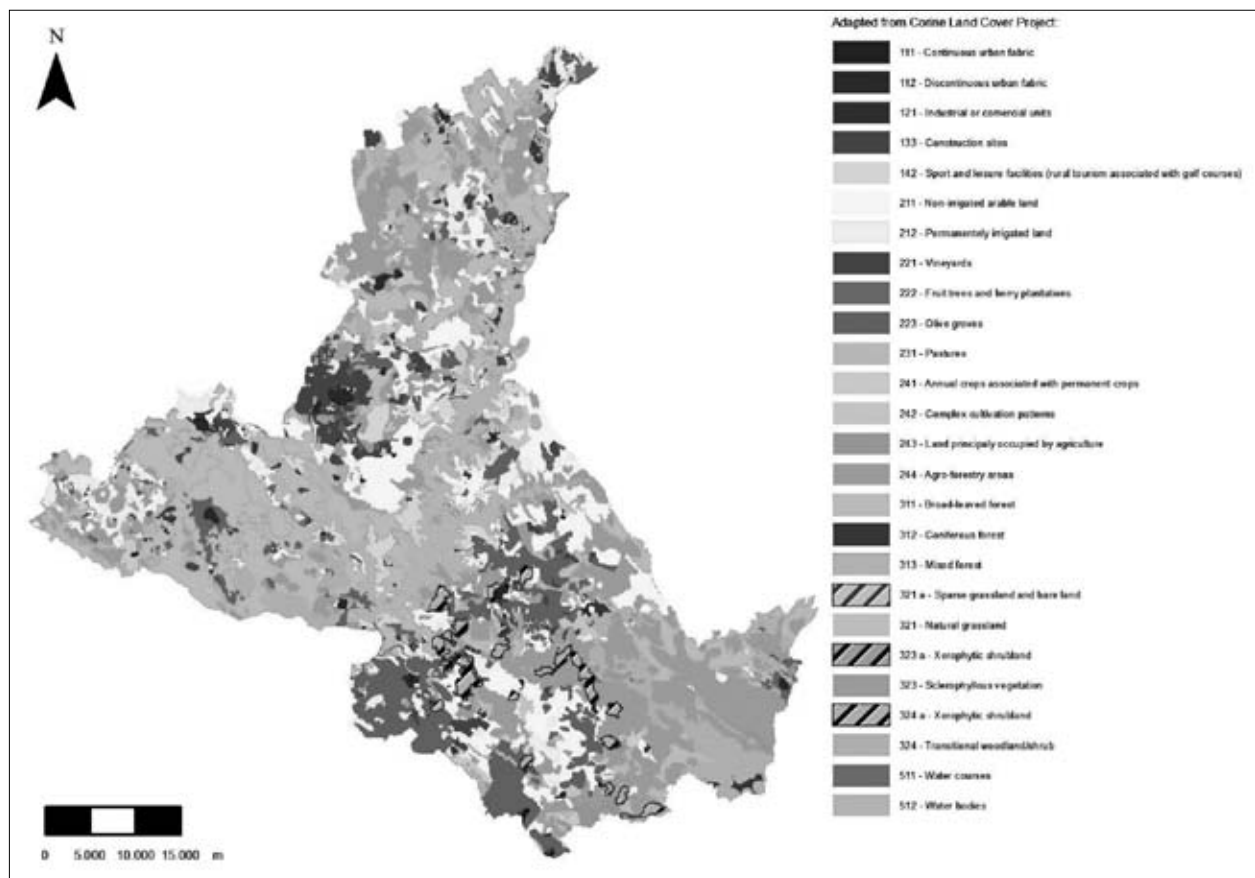 N
Adapted from Corine Land Cover Project:
111 - Continuous urban fabric
112 - Discontinuous urban fabric
121 - Industrial or comercial units
133 - Construction sites
142 - Sport and leisure facilities (rural tourism associated with golf courses)
211 - Non-irrigated arable land
212 - Permanentely irrigated land
221 - Vineyards
222 - Fruit trees and berry plantations
223 - Olive groves
231 - Pastures
241 - Annual crops associated with permanent crops
242 - Complex cultivation patterns
243 - Land principaly occupied by agriculture
244 - Agro-forestry areas
311 - Broad-leaved forest
312 - Coniferous forest
313 - Mixed forest
321 a - Sparse grassland and bare land
321 - Natural grassland
323 a - Xerophytic shrubland
323 - Sclerophyllous vegetation
324 a - Xerophytic shrubland
324 - Transitional woodland/shrub
511 - Water courses
512 - Water bodies
0 5.000 10.000 15.000 m